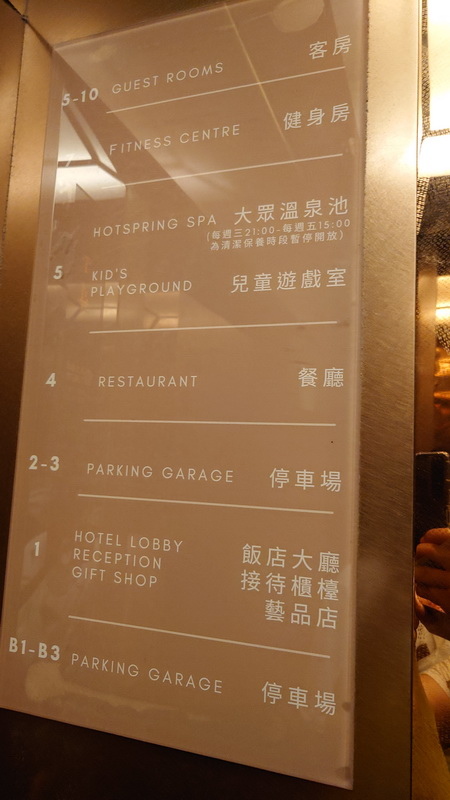 客房
5-10 GUEST ROOMS
FITNESS CENTRE 健身房
HOTSPRING SPA 大眾溫泉池
(每週三21:00-每週五15:00
為清潔保養時段暫停開放)
5 KID'S
PLAYGROUND 兒童遊戲室
4 RESTAURANT 餐廳
2-3 PARKING GARAGE 停車場
1 HOTEL LOBBY 飯店大廳
RECEPTION 接待櫃檯
GIFT SHOP 藝品店
B1-B3 PARKING GARAGE 停車場